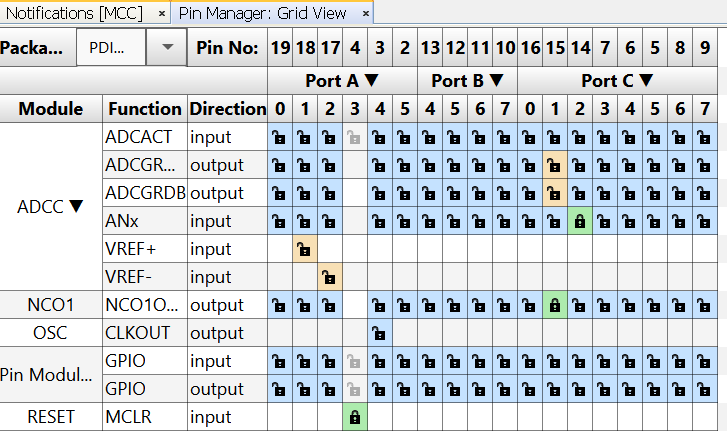 Notifications [MCC] × Pin Manager: Grid View ×
Packa... PDI... Pin No: 19 18 17 4 3 2 13 12 11 10 16 15 14 7 6 5 8 9
Port A ▼ Port B ▼ Port C ▼
Module Function Direction 0 1 2 3 4 5 4 5 6 7 0 1 2 3 4 5 6 7
ADCC ▼
ADCACT input
ADCGR... output
ADCGRDB output
ANx input
VREF+ input
VREF- input
NCO1 NCO1O... output
OSC CLKOUT output
Pin Modul...
GPIO input
GPIO output
RESET MCLR input